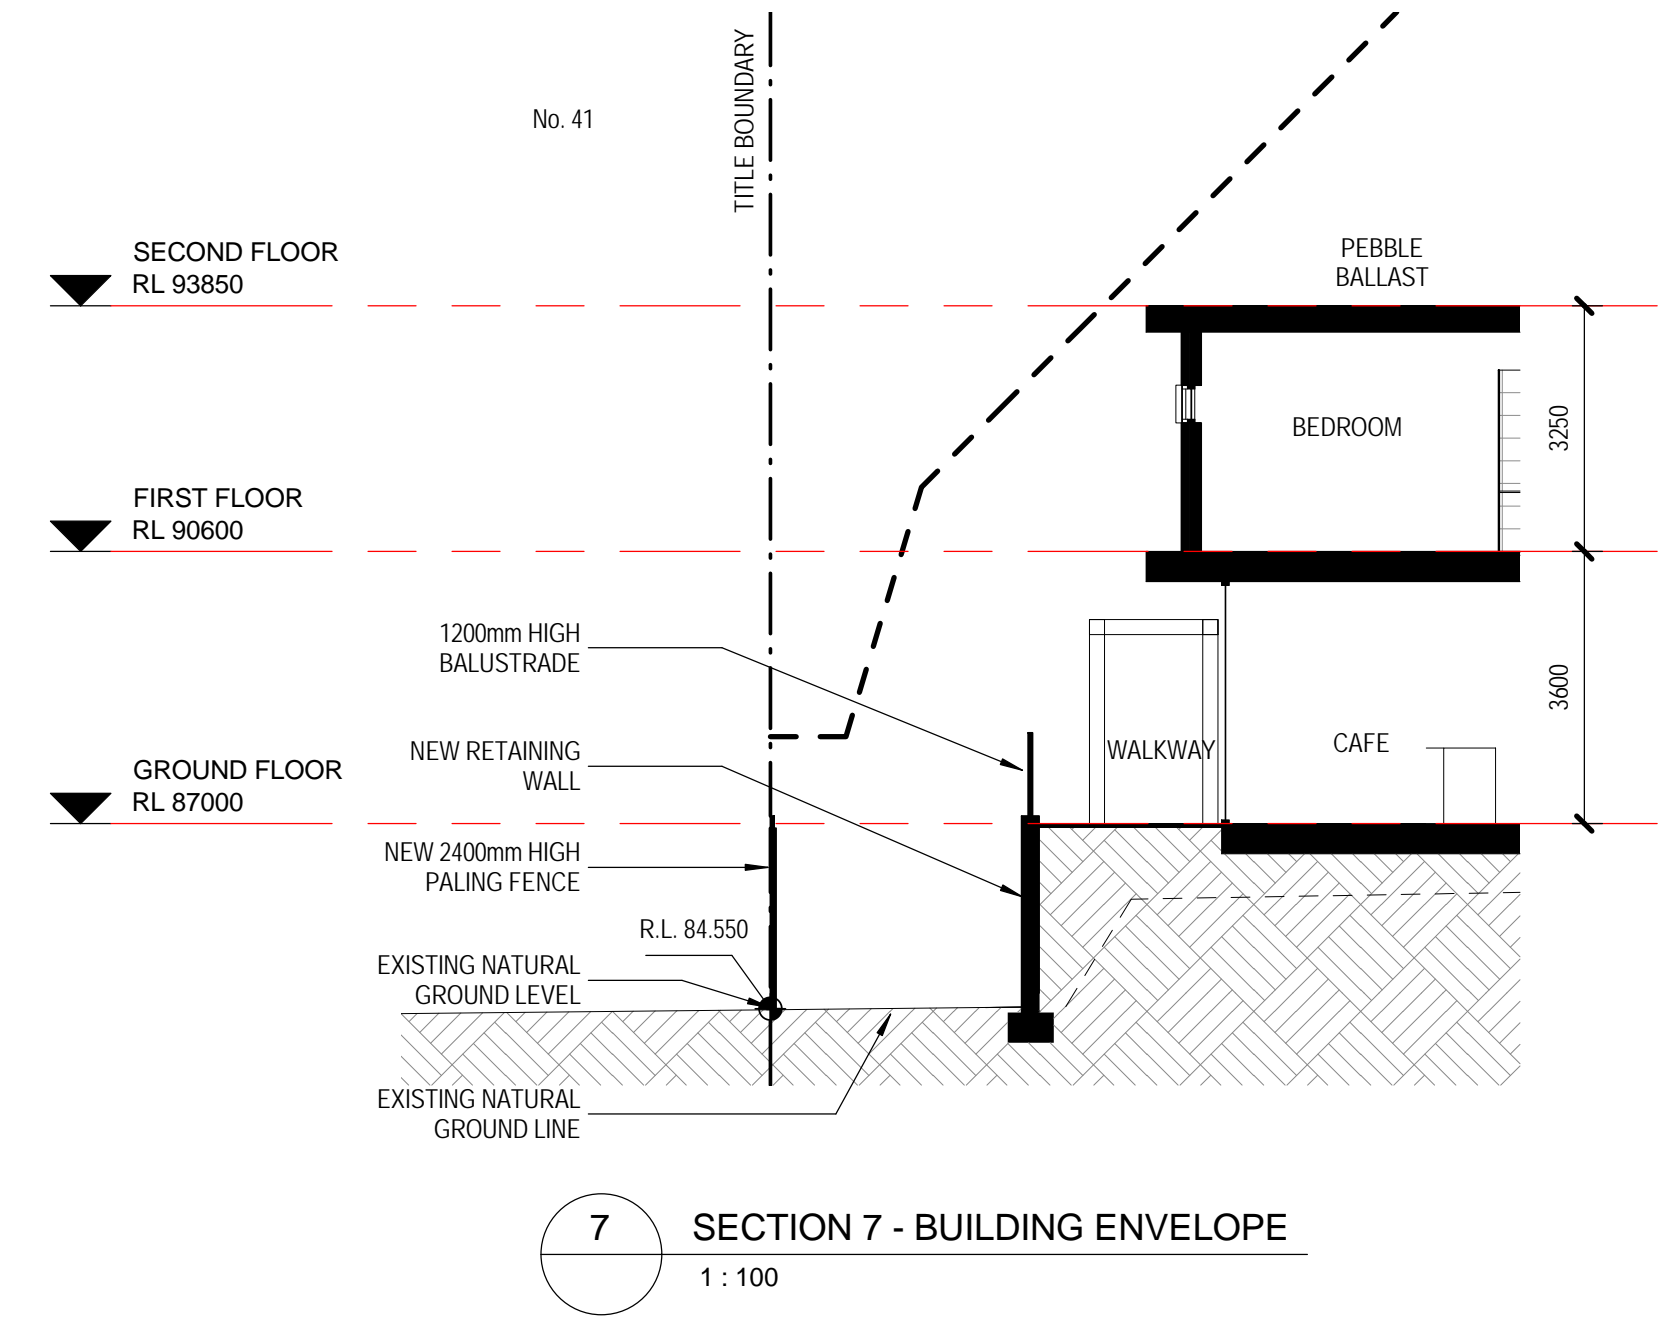 No. 41
TITLE BOUNDARY
SECOND FLOOR
RL 93850
PEBBLE
BALLAST
BEDROOM
3250
FIRST FLOOR
RL 90600
1200mm HIGH
BALUSTRADE
3600
NEW RETAINING
WALL
WALKWAY
CAFE
GROUND FLOOR
RL 87000
NEW 2400mm HIGH
PALING FENCE
R.L. 84.550
EXISTING NATURAL
GROUND LEVEL
EXISTING NATURAL
GROUND LINE
7
SECTION 7 - BUILDING ENVELOPE
1 : 100